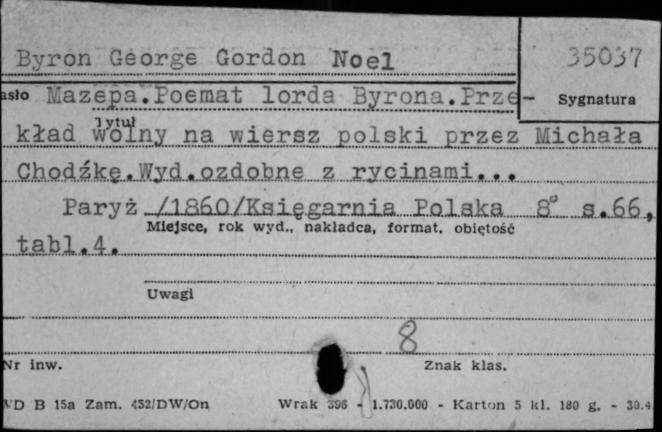 Byron George Gordon Noel
35037
asło Mazepa.Poemat lorda Byrona.Prze-
Sygnatura
Tytuł
kład wolny na wiersz polski przez Michała
Chodźkę.Wyd.ozdobne z rycinami...
Paryż /1860/Księgarnia Polska 8° s.66,
Miejsce, rok wyd., nakładca, format, objętość
tabl.4.
Uwagi
8
Nr inw.
Znak klas.
WD B 15a Zam. 452/DW/On Wrak 396 - 1.730.000 - Karton 5 kl. 180 g. - 30.4